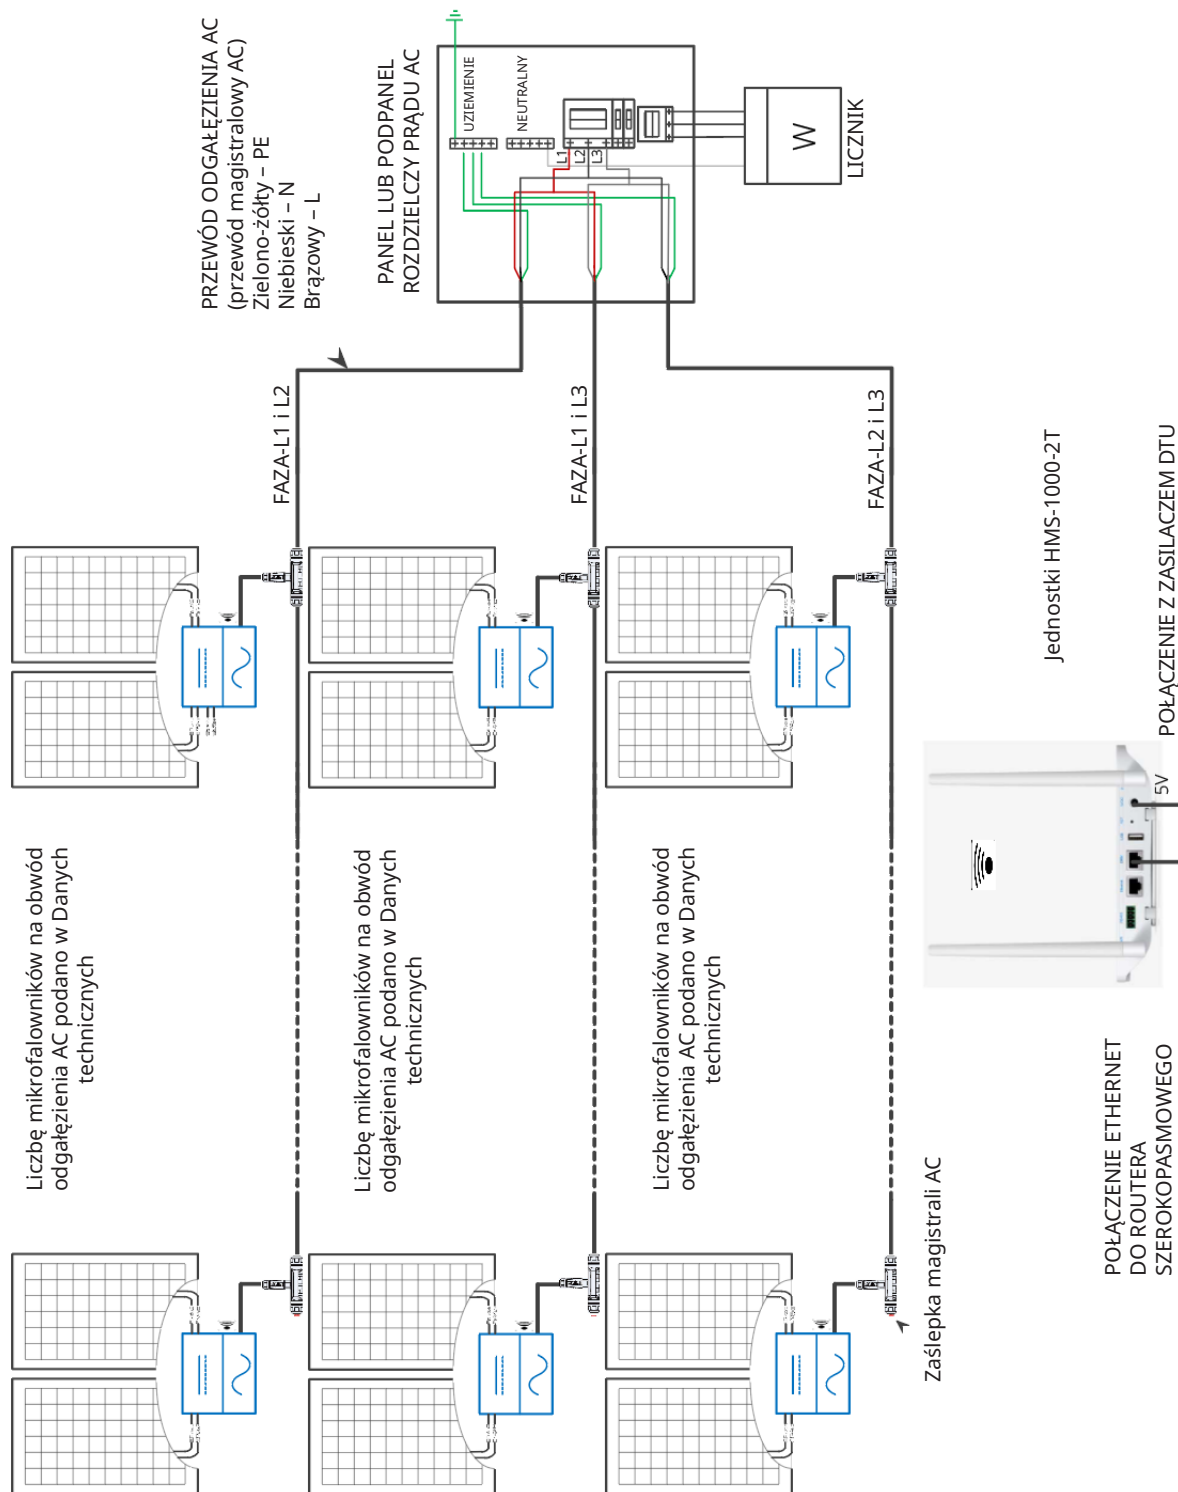 PRZEWÓD ODGAŁĘZIENIA AC
(przewód magistralowy AC)
Zielono-żółty – PE
Niebieski – N
Brązowy – L
PANEL LUB PODPANEL
ROZDZIELCZY PRĄDU AC
UZIEMIENIE
NEUTRALNY
L1
L2
L3
W
LICZNIK
FAZA-L1 i L2
FAZA-L1 i L3
FAZA-L2 i L3
Liczbę mikrofalowników na obwód
odgałęzienia AC podano w Danych
technicznych
Liczbę mikrofalowników na obwód
odgałęzienia AC podano w Danych
technicznych
Liczbę mikrofalowników na obwód
odgałęzienia AC podano w Danych
technicznych
Jednostki HMS-1000-2T
Zaślepka magistrali AC
POŁĄCZENIE ETHERNET
DO ROUTERA
SZEROKOPASMOWEGO
5V
POŁĄCZENIE Z ZASILACZEM DTU